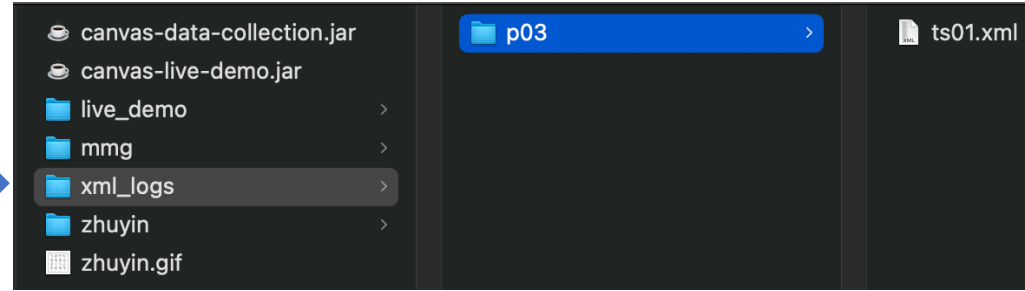 canvas-data-collection.jar
canvas-live-demo.jar
live_demo
mmg
xml_logs
zhuyin
zhuyin.gif
p03
ts01.xml